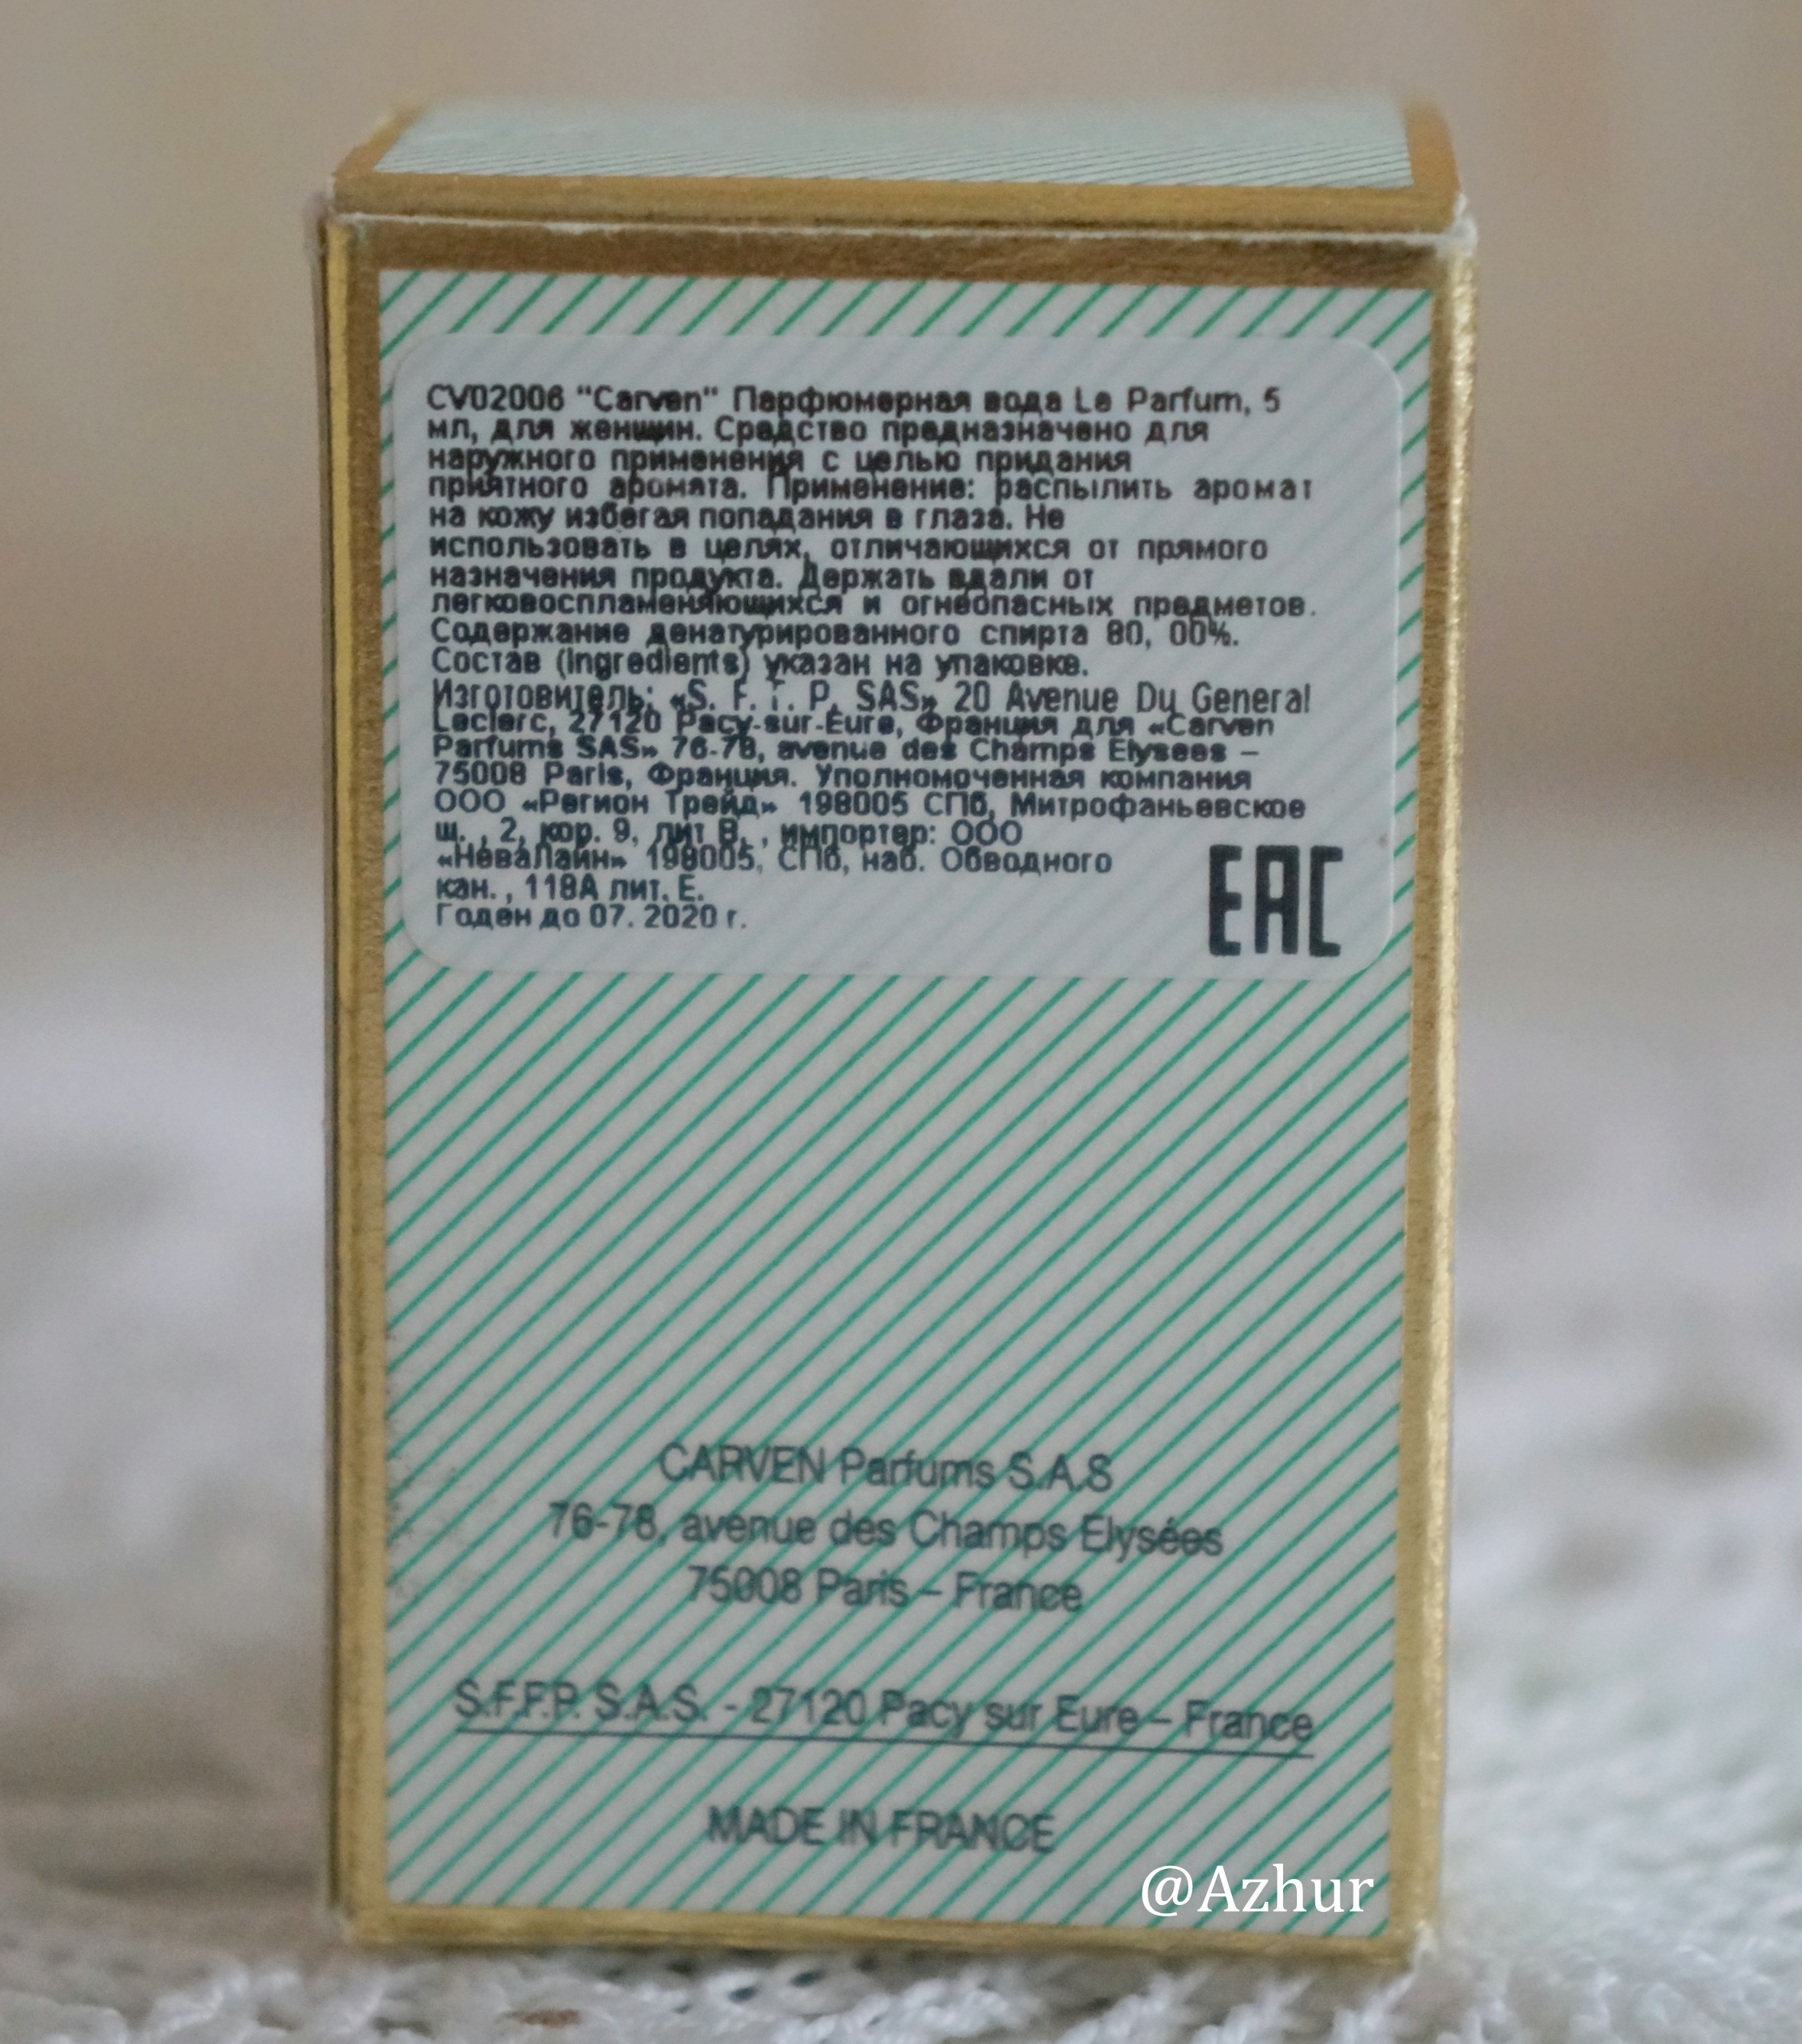 CV02006 "Carven" Парфюмерная вода Le Parfum, 5
мл, для женщин. Средство предназначено для
наружного применения с целью придания
приятного аромата. Применение: распылить аромат
на кожу избегая попадания в глаза. Не
использовать в целях, отличающихся от прямого
назначения продукта. Держать вдали от
легковоспламеняющихся и огнеопасных предметов.
Содержание денатурированного спирта 80, 00%.
Состав (Ingredients) указан на упаковке.
Изготовитель: «S. F. F. P. SAS» 20 Avenue Du General
Leclerc, 27120 Pacy-sur-Eure, Франция для «Carven
Parfums SAS» 76-78, avenue des Champs Elysees –
75008 Paris, Франция. Уполномоченная компания
ООО «Регион Трейд» 198005 СПб, Митрофаньевское
ш. , 2, кор. 9, лит В. , импортер: ООО
«НеваЛайн» 198005, СПб, наб. Обводного
кан. , 118А лит. Е.
Годен до 07. 2020 г.
EAC
CARVEN Parfums S.A.S
76-78, avenue des Champs Elysées
75008 Paris – France
S.F.F.P. S.A.S. - 27120 Pacy sur Eure – France
MADE IN FRANCE
@Azhur